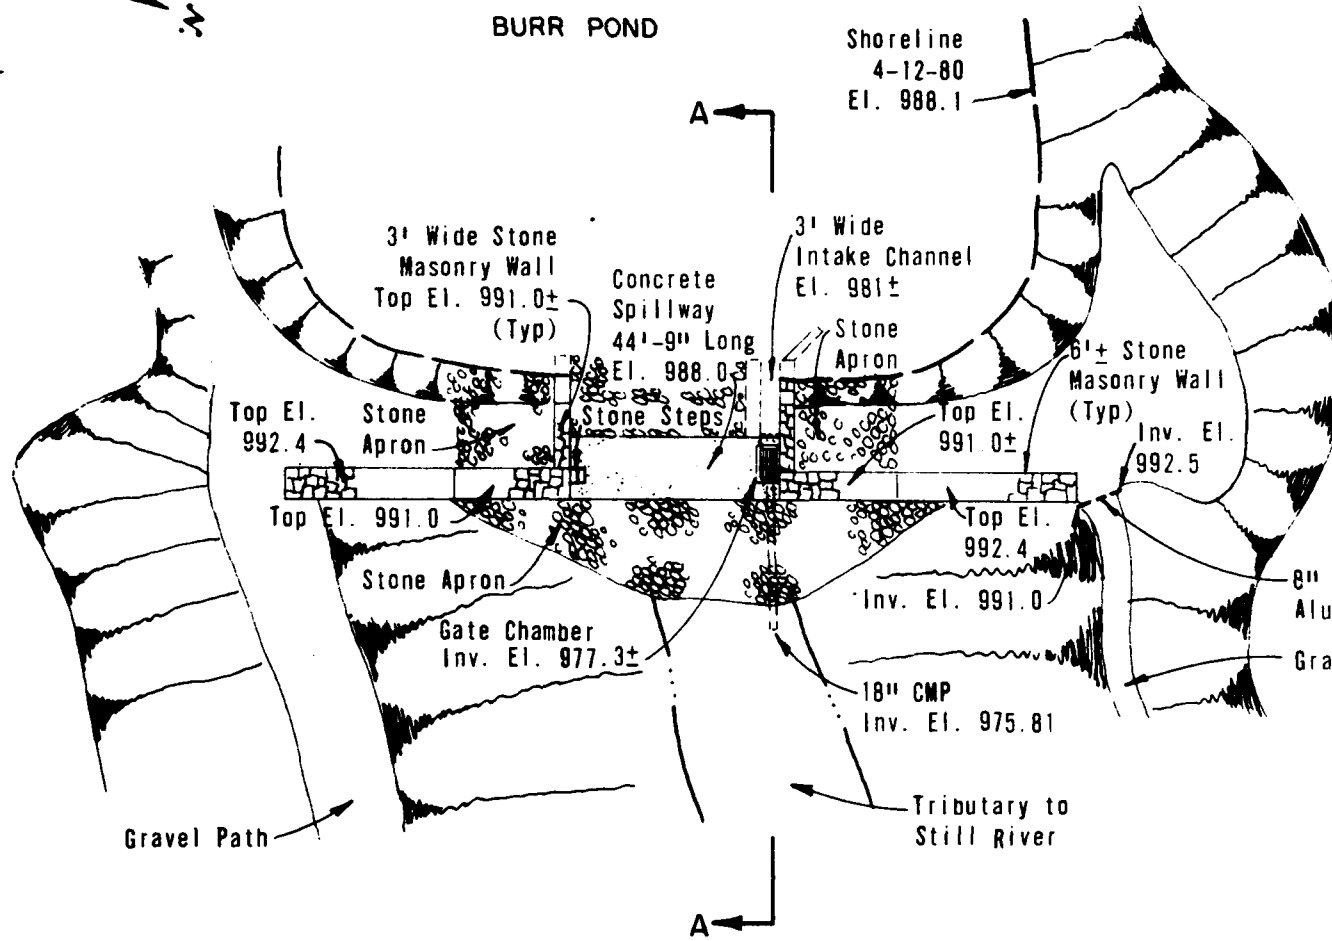 N.
BURR POND
Shoreline
4-12-80
El. 988.1
A
3' Wide Stone
Masonry Wall
Top El. 991.0±
(Typ)
Concrete
Spillway
44'-9" Long
El. 988.0
3' Wide
Intake Channel
El. 981±
Stone
Apron
6'± Stone
Masonry Wall
(Typ)
Top El.
992.4
Stone
Apron
Stone Steps
Top El.
991.0±
Inv. El.
992.5
Top El. 991.0
Top El.
992.4
Stone Apron
Inv. El. 991.0
8"
Alu
Gate Chamber
Inv. El. 977.3±
Gra
18" CMP
Inv. El. 975.81
Gravel Path
Tributary to
Still River
A